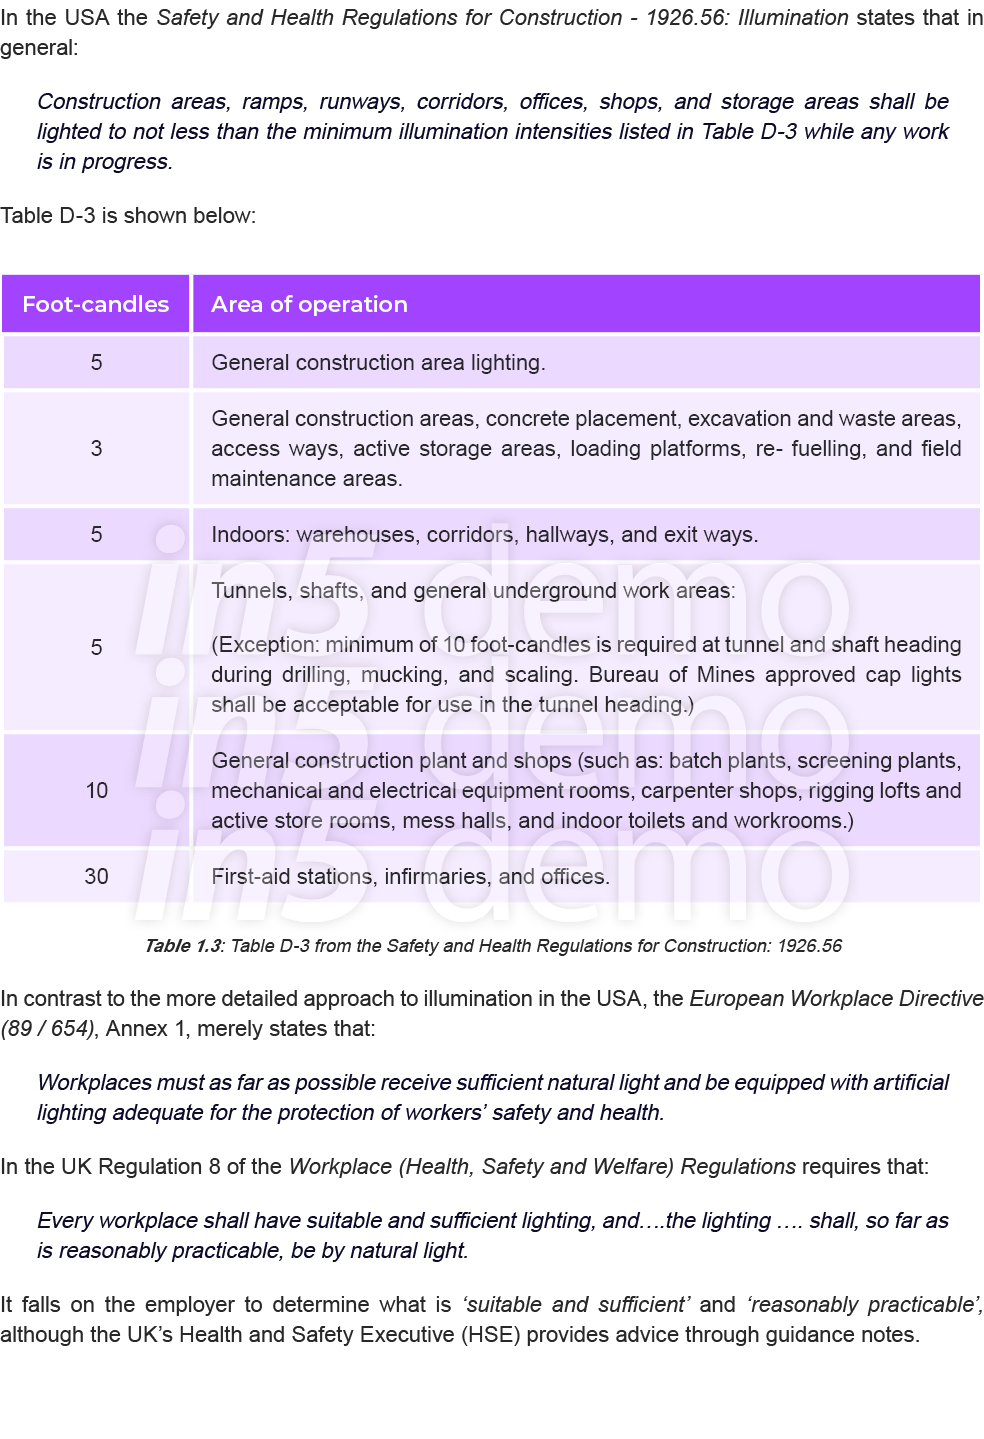 In the USA the Safety and Health Regulations for Construction - 1926.56: Illumination states that in
general:
Construction areas, ramps, runways, corridors, offices, shops, and storage areas shall be
lighted to not less than the minimum illumination intensities listed in Table D-3 while any work
is in progress.
Table D-3 is shown below:
Foot-candles Area of operation
5 General construction area lighting.
General construction areas, concrete placement, excavation and waste areas,
3 access ways, active storage areas, loading platforms, re- fuelling, and field
maintenance areas.
5 Indoors: warehouses, corridors, hallways, and exit ways.
Tunnels, shafts, and general underground work areas:
5 (Exception: minimum of 10 foot-candles is required at tunnel and shaft heading
during drilling, mucking, and scaling. Bureau of Mines approved cap lights
shall be acceptable for use in the tunnel heading.)
General construction plant and shops (such as: batch plants, screening plants,
10 mechanical and electrical equipment rooms, carpenter shops, rigging lofts and
active store rooms, mess halls, and indoor toilets and workrooms.)
30 First-aid stations, infirmaries, and offices.
in5 demo
in5 demo
in5 demo
Table 1.3: Table D-3 from the Safety and Health Regulations for Construction: 1926.56
In contrast to the more detailed approach to illumination in the USA, the European Workplace Directive
(89 / 654), Annex 1, merely states that:
Workplaces must as far as possible receive sufficient natural light and be equipped with artificial
lighting adequate for the protection of workers’ safety and health.
In the UK Regulation 8 of the Workplace (Health, Safety and Welfare) Regulations requires that:
Every workplace shall have suitable and sufficient lighting, and….the lighting …. shall, so far as
is reasonably practicable, be by natural light.
It falls on the employer to determine what is ‘suitable and sufficient’ and ‘reasonably practicable’,
although the UK’s Health and Safety Executive (HSE) provides advice through guidance notes.